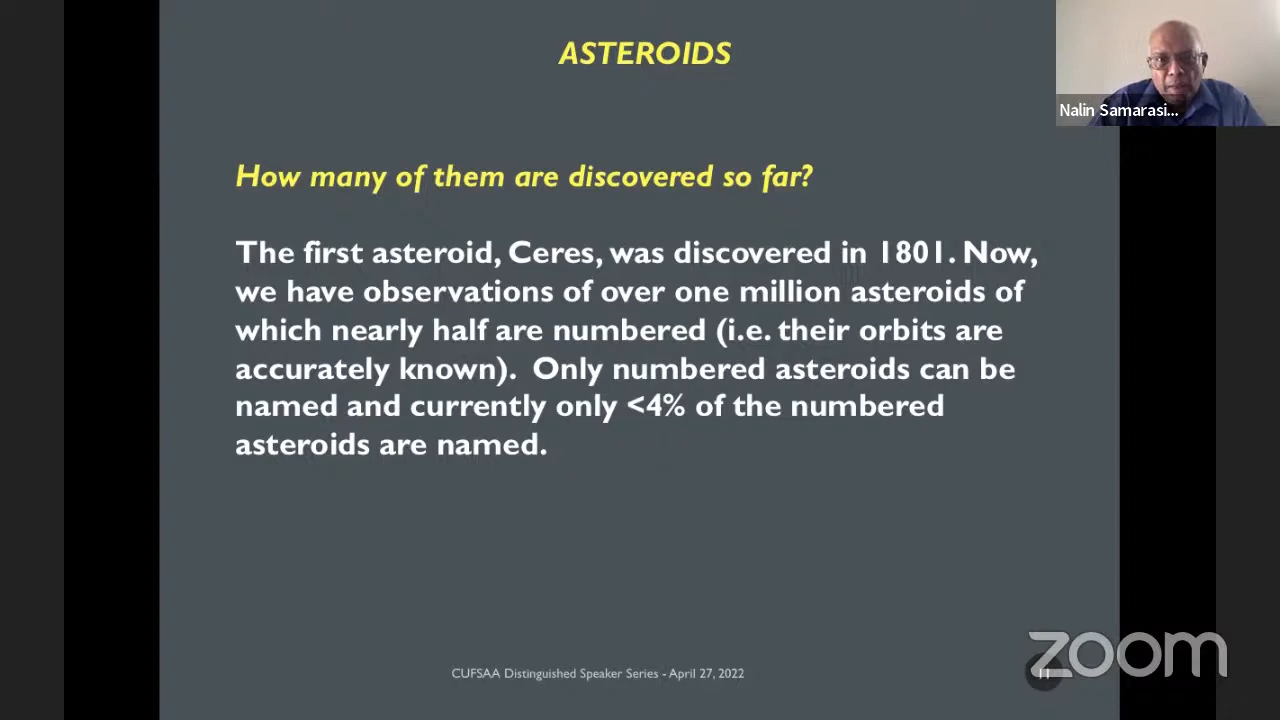 ASTEROIDS
Nalin Samarasi...
How many of them are discovered so far?
The first asteroid, Ceres, was discovered in 1801. Now,
we have observations of over one million asteroids of
which nearly half are numbered (i.e. their orbits are
accurately known). Only numbered asteroids can be
named and currently only <4% of the numbered
asteroids are named.
zoom
CUFSAA Distinguished Speaker Series - April 27, 2022
11